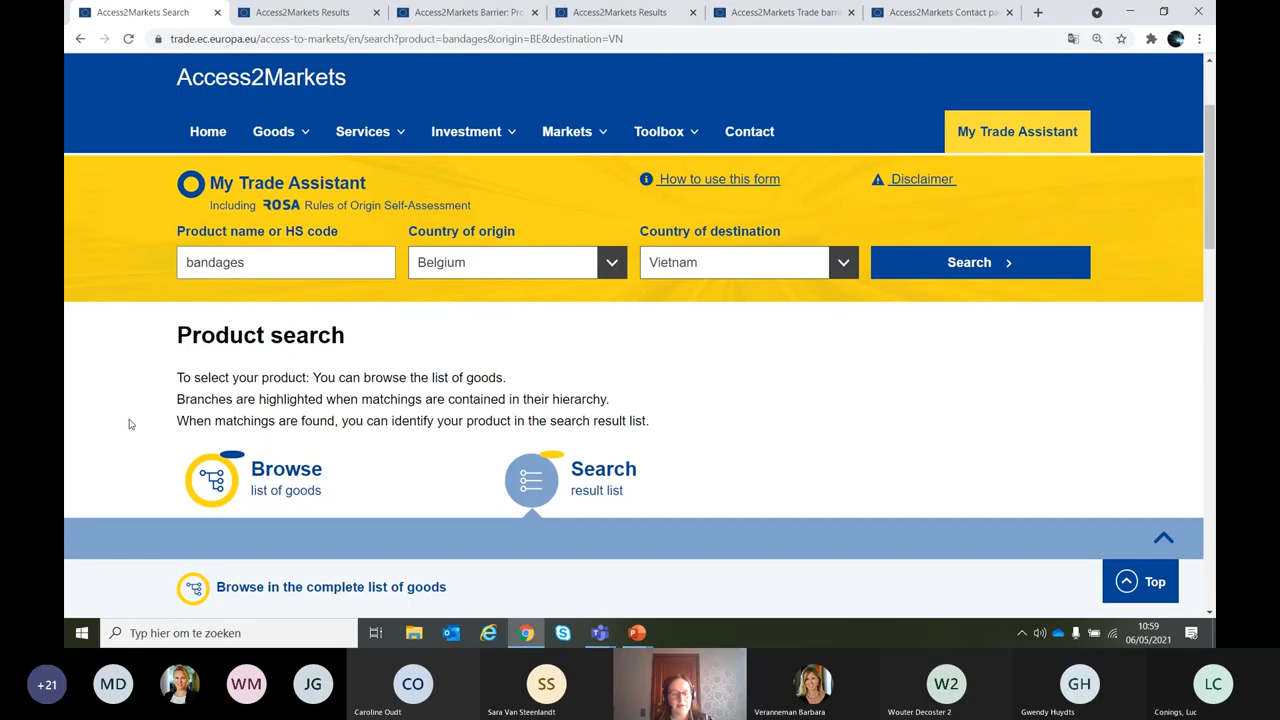 Access2Markets Search
Access2Markets Results
Access2Markets Barrier: Pro
Access2Markets Results
Access2Markets Trade barri
Access2Markets Contact pa
trade.ec.europa.eu/access-to-markets/en/search?product=bandages&origin=BE&destination=VN
Access2Markets
Home Goods Services Investment Markets Toolbox Contact My Trade Assistant
My Trade Assistant
How to use this form
Disclaimer
Including ROSA Rules of Origin Self-Assessment
Product name or HS code
Country of origin
Country of destination
bandages
Belgium
Vietnam
Search
Product search
To select your product: You can browse the list of goods.
Branches are highlighted when matchings are contained in their hierarchy.
When matchings are found, you can identify your product in the search result list.
Browse
list of goods
Search
result list
Browse in the complete list of goods
Top
Typ hier om te zoeken
10:59
06/05/2021
+21
MD
WM
JG
CO
SS
W2
GH
LC
Caroline Oudt
Sara Van Steenlandt
Veranneman Barbara
Wouter Decoster 2
Gwendy Huydts
Conings, Luc